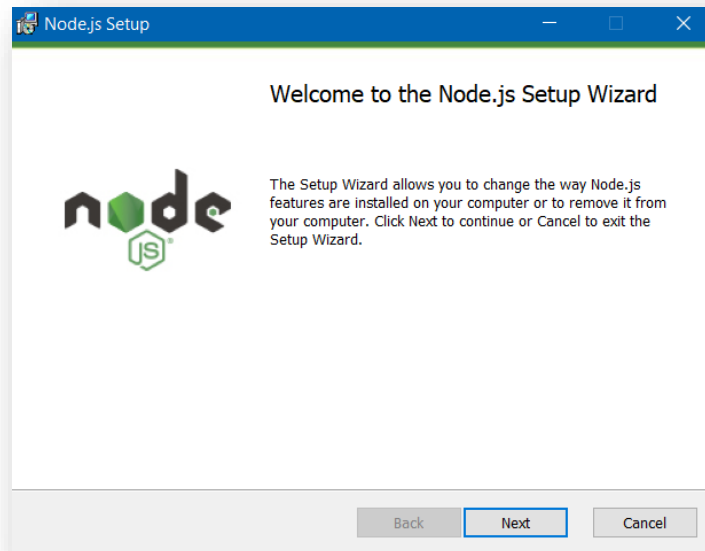 Node.js Setup
Welcome to the Node.js Setup Wizard
The Setup Wizard allows you to change the way Node.js
features are installed on your computer or to remove it from
your computer. Click Next to continue or Cancel to exit the
Setup Wizard.
node
JS®
Back
Next
Cancel